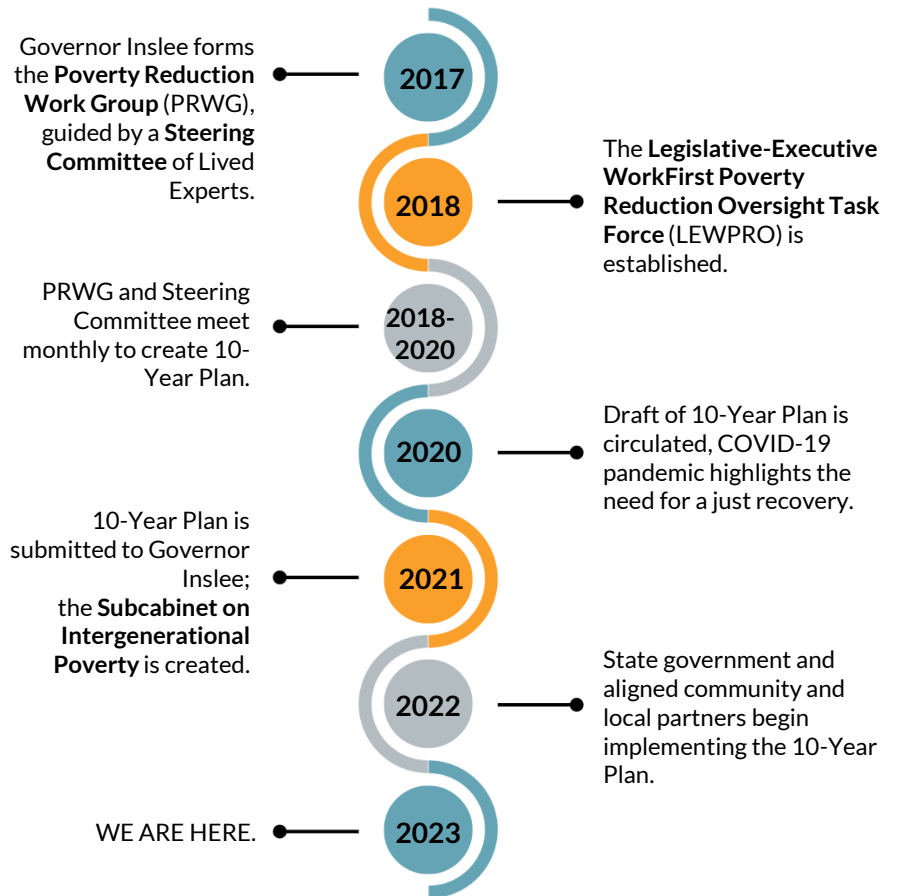 Governor Inslee forms
the Poverty Reduction
Work Group (PRWG),
guided by a Steering
Committee of Lived
Experts.
2017
2018
The Legislative-Executive
WorkFirst Poverty
Reduction Oversight Task
Force (LEWPRO) is
established.
PRWG and Steering
Committee meet
monthly to create 10-
Year Plan.
2018-
2020
2020
Draft of 10-Year Plan is
circulated, COVID-19
pandemic highlights the
need for a just recovery.
10-Year Plan is
submitted to Governor
Inslee;
the Subcabinet on
Intergenerational
Poverty is created.
2021
2022
State government and
aligned community and
local partners begin
implementing the 10-Year
Plan.
WE ARE HERE.
2023